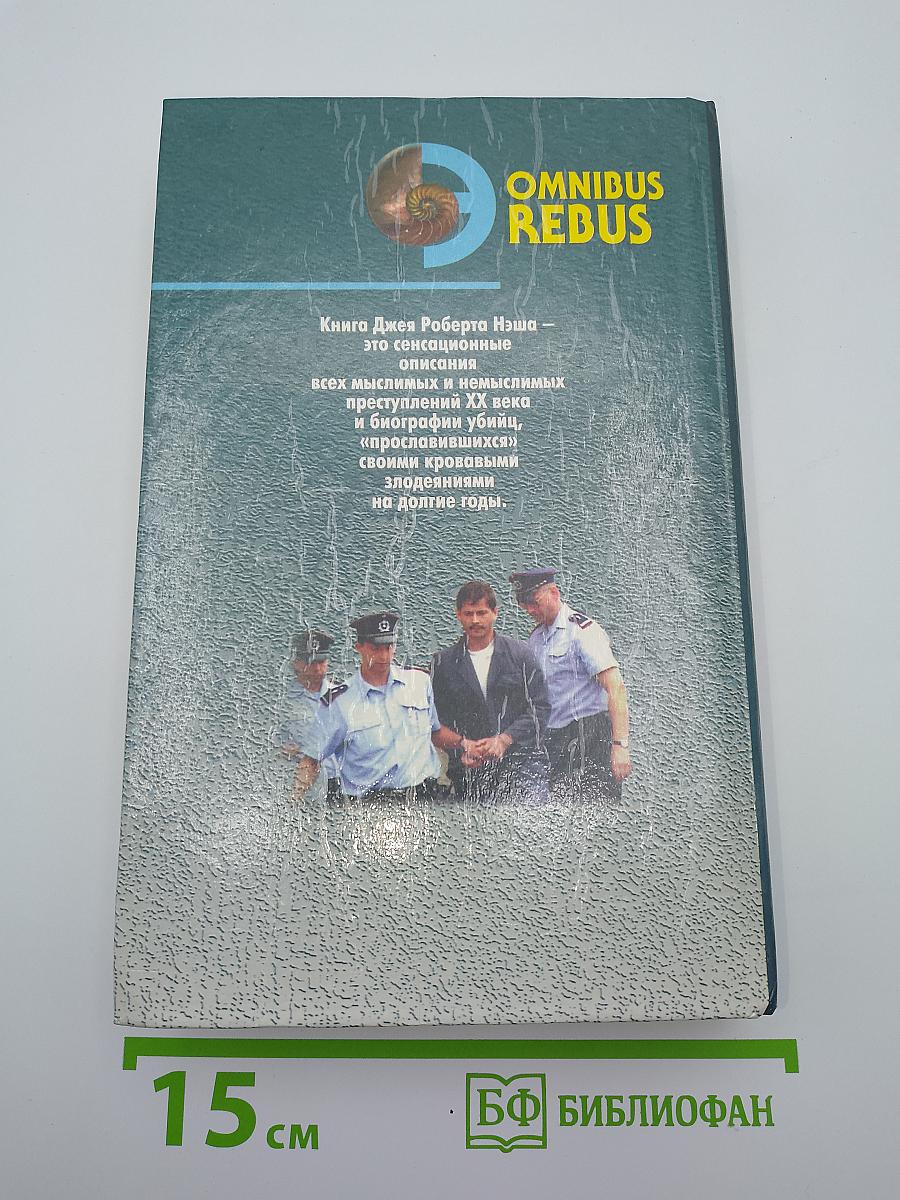 OMNIBUS
REBUS
Книга Джея Роберта Нэша –
это сенсационные
описания
всех мыслимых и немыслимых
преступлений XX века
и биографии убийц,
«прославившихся»
своими кровавыми
злодеяниями
на долгие годы.
15 см
БФ БИБЛИОФАН